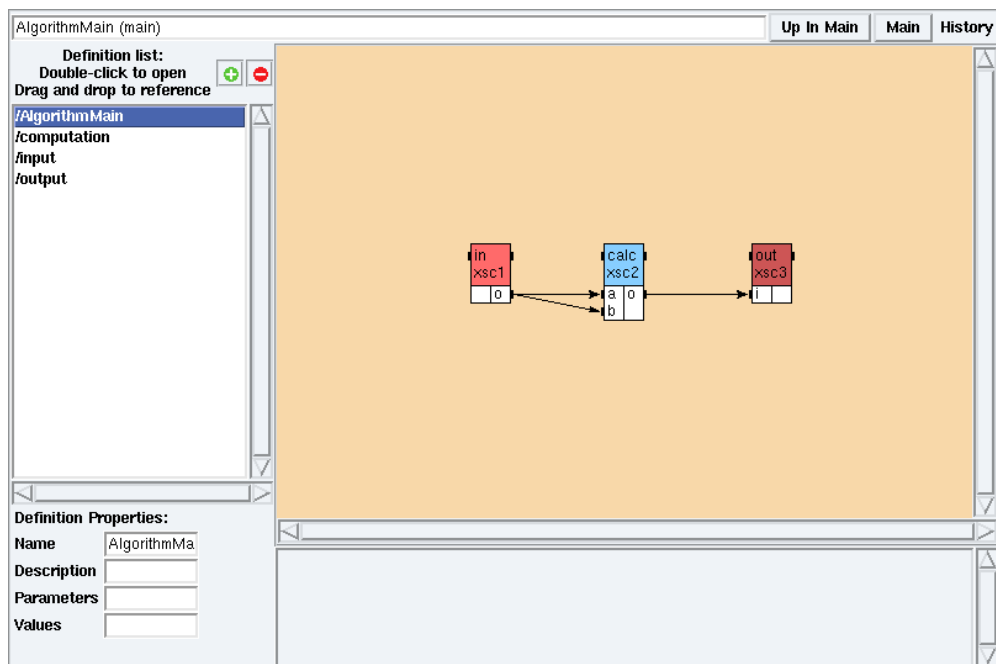 AlgorithmMain (main)
Up In Main
Main
History
Definition list:
Double-click to open
Drag and drop to reference
/AlgorithmMain
/computation
/input
/output
in
xsc1
o
calc
xsc2
a o
b
out
xsc3
i
Definition Properties:
Name AlgorithmMa
Description
Parameters
Values